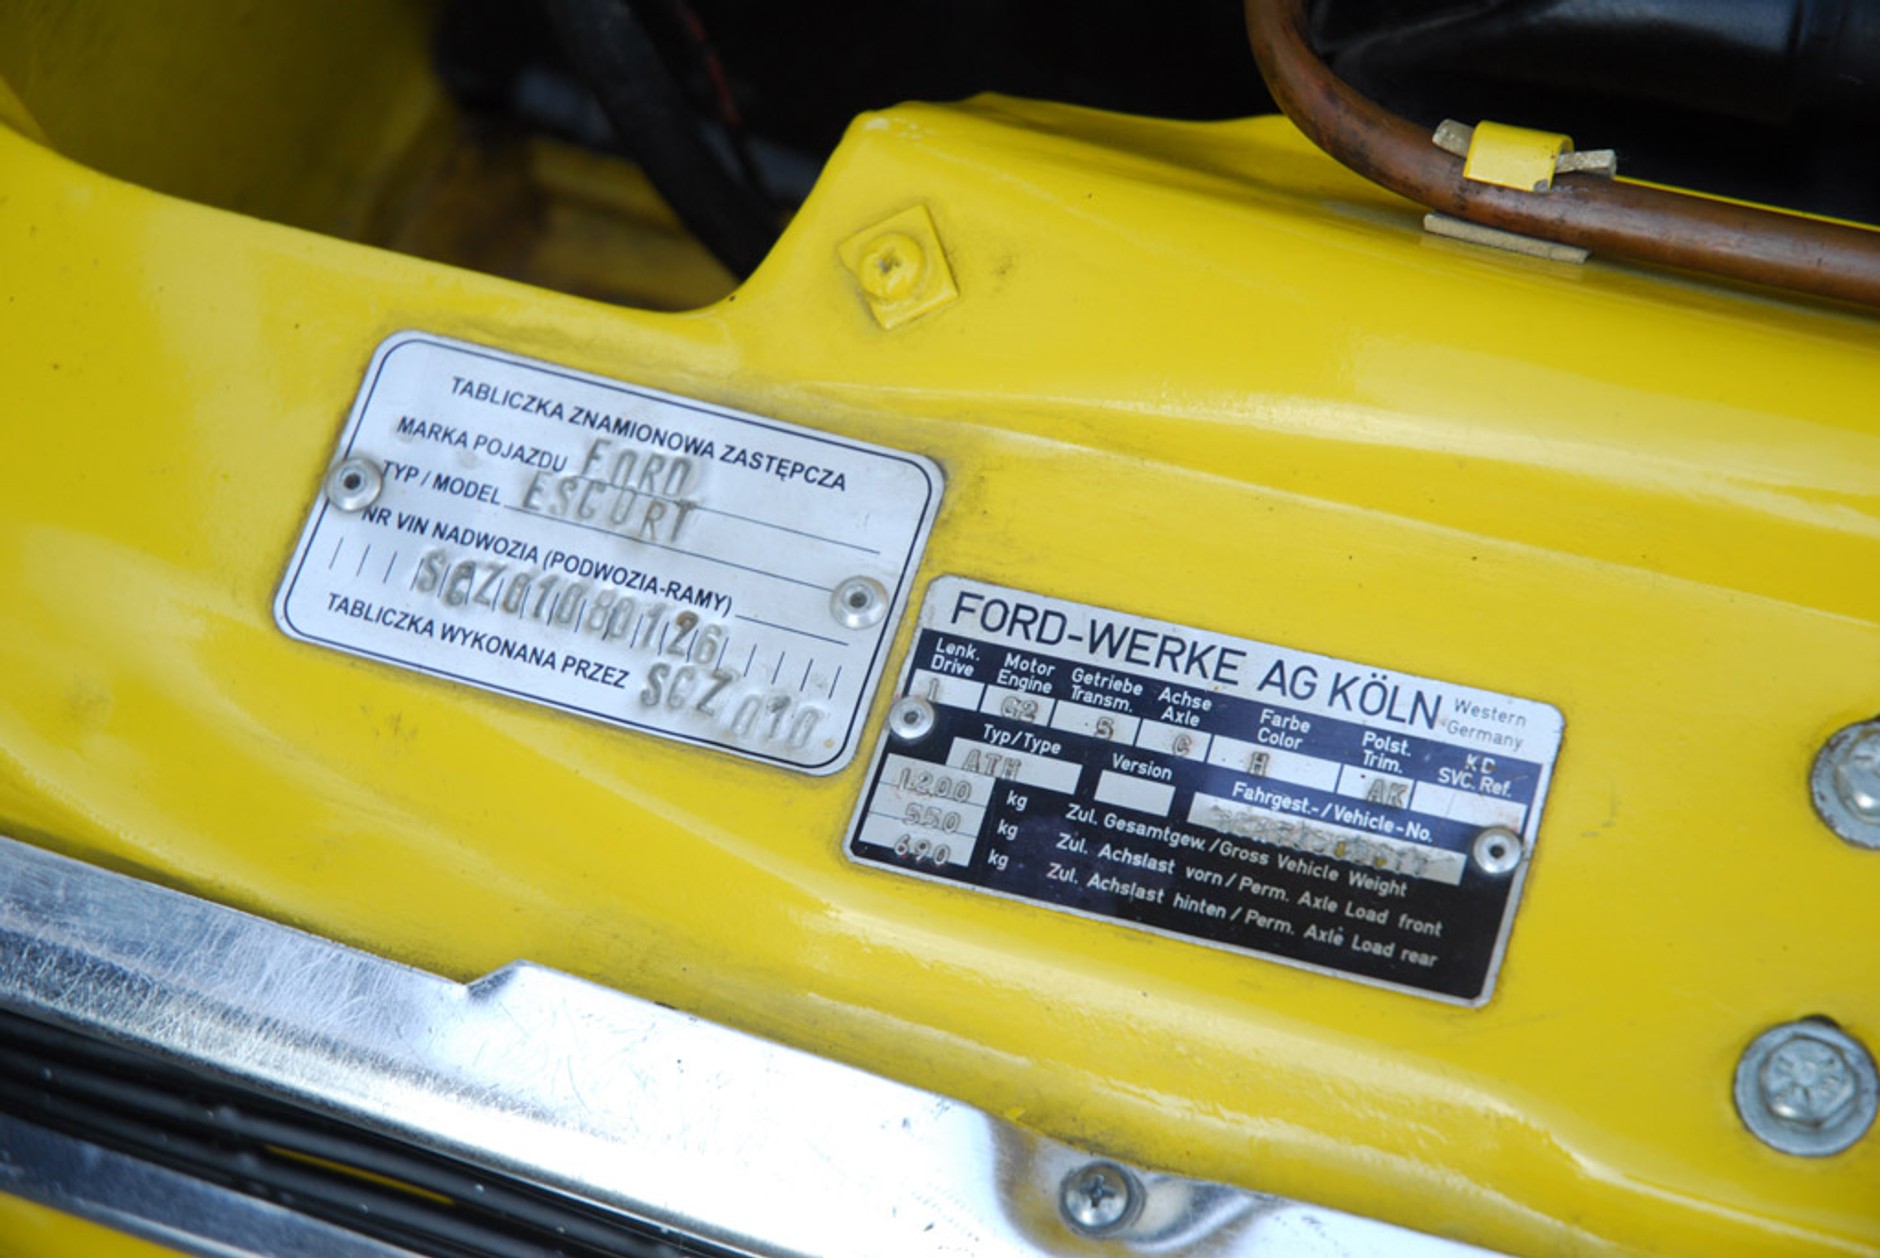 TABLICZKA ZNAMIONOWA ZASTĘPCZA
MARKA POJAZDU FORD
TYP / MODEL ESCORT
NR VIN NADWOZIA (PODWOZIA-RAMY)
SCZ01080126
TABLICZKA WYKONANA PRZEZ SCZ 010
FORD-WERKE AG KÖLN Western Germany
Lenk. Drive Motor Engine Getriebe Transm. Achse Axle Farbe Color Polst. Trim. KD SVC. Ref.
1 G2 5 C H AK
Typ/Type Version Fahrgest.-/Vehicle-No.
ATH
1200 kg Zul. Gesamtgew./Gross Vehicle Weight
550 kg Zul. Achslast vorn/Perm. Axle Load front
690 kg Zul. Achslast hinten/Perm. Axle Load rear